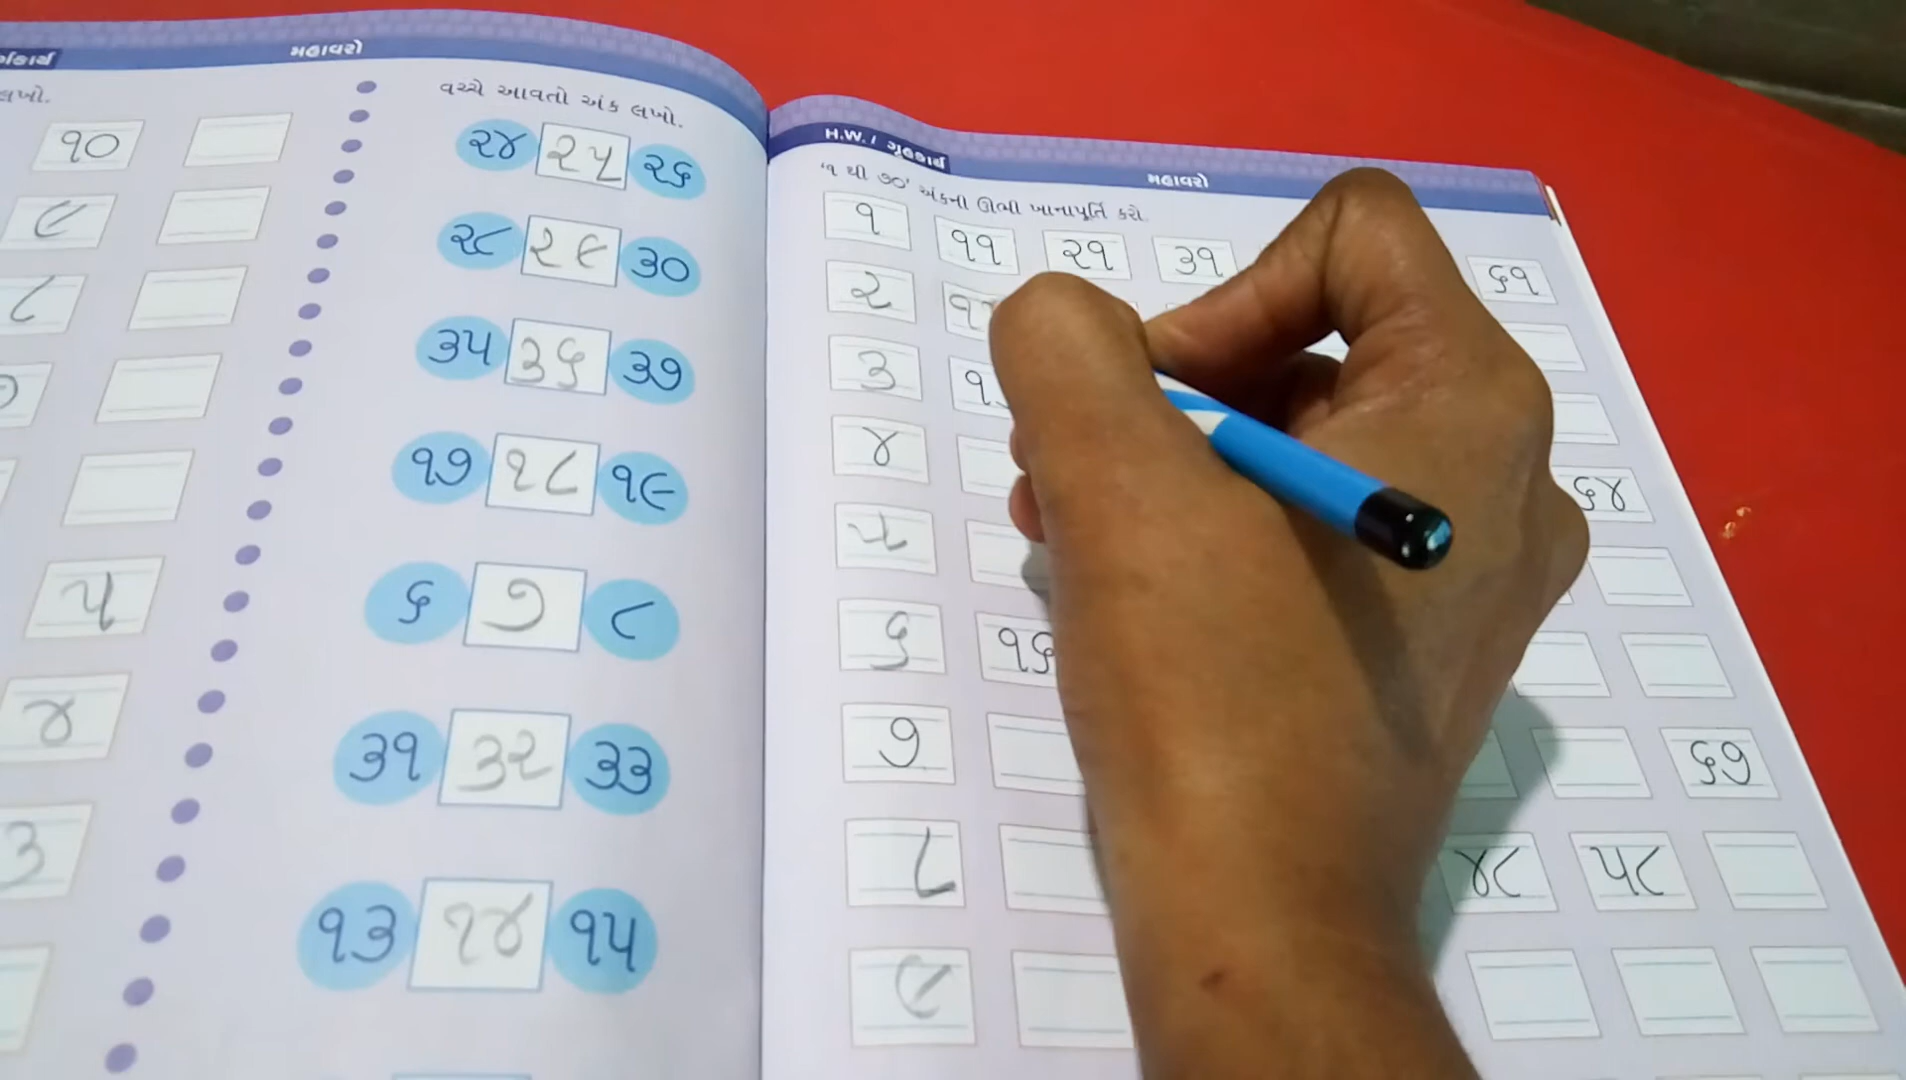 મહાવરો
લખો.
૧૦
૯
૮
૫
૪
૩
વચ્ચે આવતો અંક લખો.
૨૪ ૨૫ ૨૬
૨૮ ૨૯ ૩૦
૩૫ ૩૬ ૩૭
૧૭ ૧૮ ૧૯
૬ ૭ ૮
૩૧ ૩૨ ૩૩
૧૩ ૧૪ ૧૫
H.W. / ગૃહકાર્ય
મહાવરો
'૧ થી ૭૦' અંકની ઊભી ખાનાપૂર્તિ કરો.
૧ ૧૧ ૨૧ ૩૧ ૬૧
૨
૩
૪ ૬૪
૫
૬ ૧૬
૭ ૬૭
૮ ૪૮ ૫૮
૯